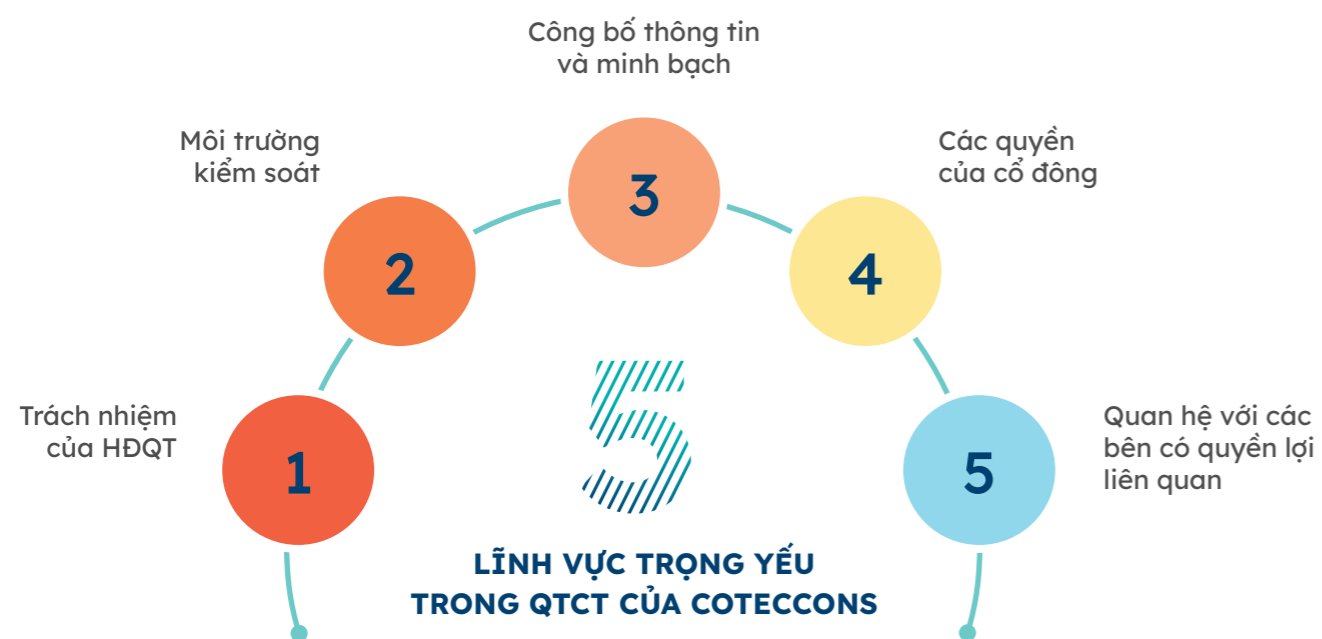 Công bố thông tin
và minh bạch
Môi trường
kiểm soát
Các quyền
của cổ đông
3
2
4
Trách nhiệm
của HĐQT
1
5
5
Quan hệ với các
bên có quyền lợi
liên quan
LĨNH VỰC TRỌNG YẾU
TRONG QTCT CỦA COTECCONS